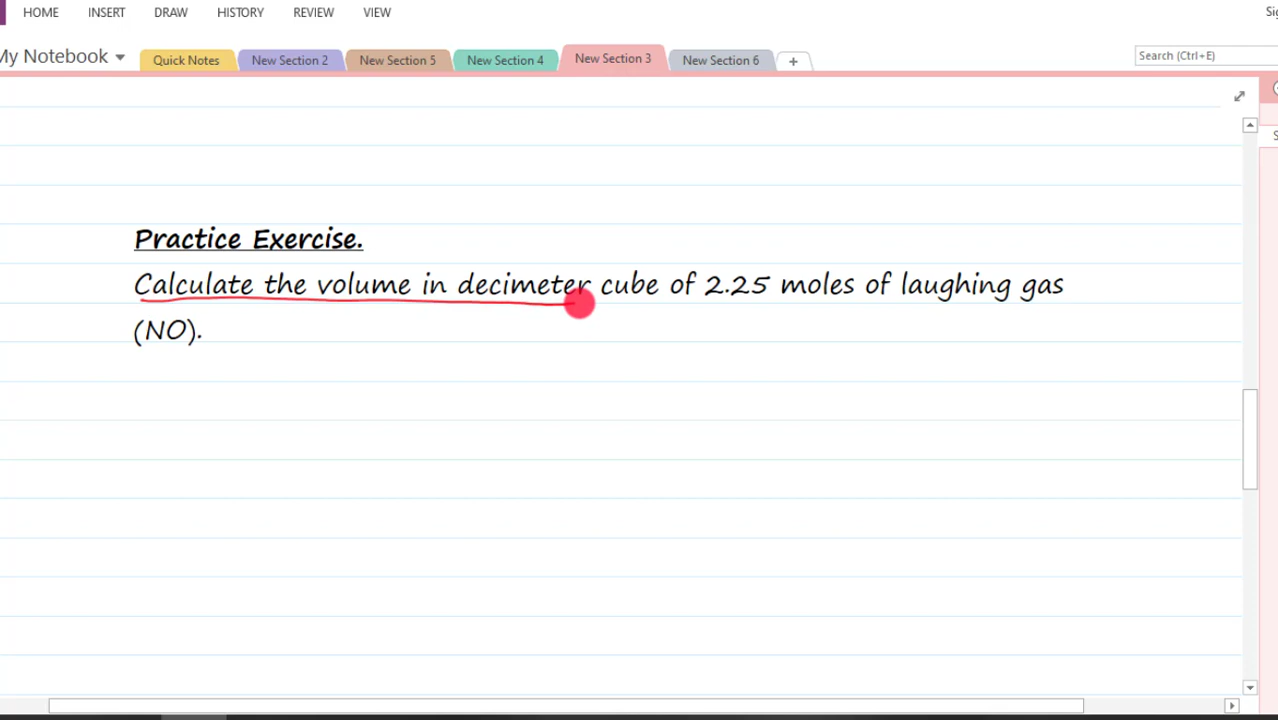 HOME INSERT DRAW HISTORY REVIEW VIEW
My Notebook Quick Notes New Section 2 New Section 5 New Section 4 New Section 3 New Section 6 + Search (Ctrl+E)
Practice Exercise.
Calculate the volume in decimeter cube of 2.25 moles of laughing gas
(NO).